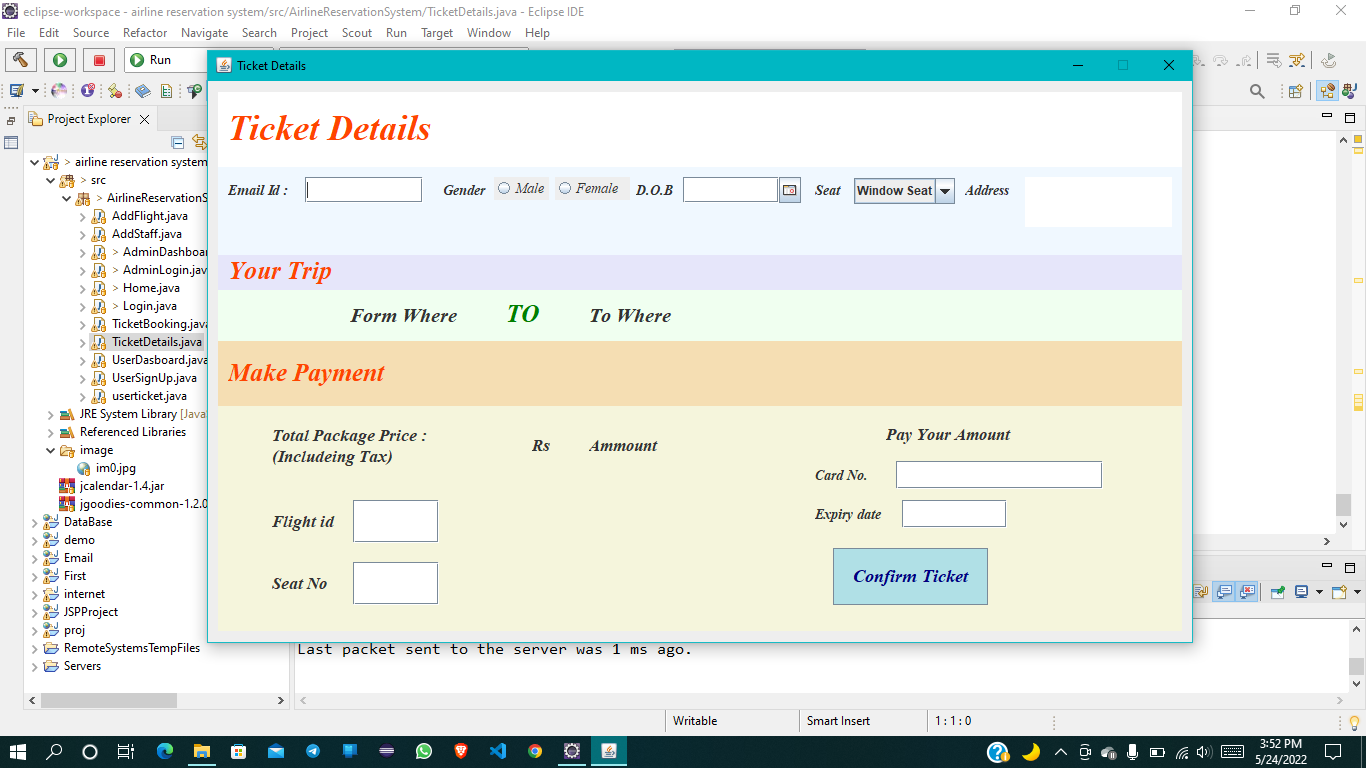 eclipse-workspace - airline reservation system/src/AirlineReservationSystem/TicketDetails.java - Eclipse IDE
File Edit Source Refactor Navigate Search Project Scout Run Target Window Help
Run
Project Explorer
> airline reservation system
> src
> AirlineReservationS
AddFlight.java
AddStaff.java
> AdminDashboar
> AdminLogin.jav
> Home.java
> Login.java
TicketBooking.java
TicketDetails.java
UserDasboard.java
UserSignUp.java
userticket.java
JRE System Library [Java
Referenced Libraries
image
im0.jpg
jcalendar-1.4.jar
jgoodies-common-1.2.0
DataBase
demo
Email
First
internet
JSPProject
proj
RemoteSystemsTempFiles
Servers
Ticket Details
Ticket Details
Email Id : Gender Male Female D.O.B Seat Window Seat Address
Your Trip
Form Where TO To Where
Make Payment
Total Package Price :
(Includeing Tax)
Rs Ammount
Flight id
Seat No
Pay Your Amount
Card No.
Expiry date
Confirm Ticket
Last packet sent to the server was 1 ms ago.
Writable Smart Insert 1 : 1 : 0
3:52 PM
5/24/2022